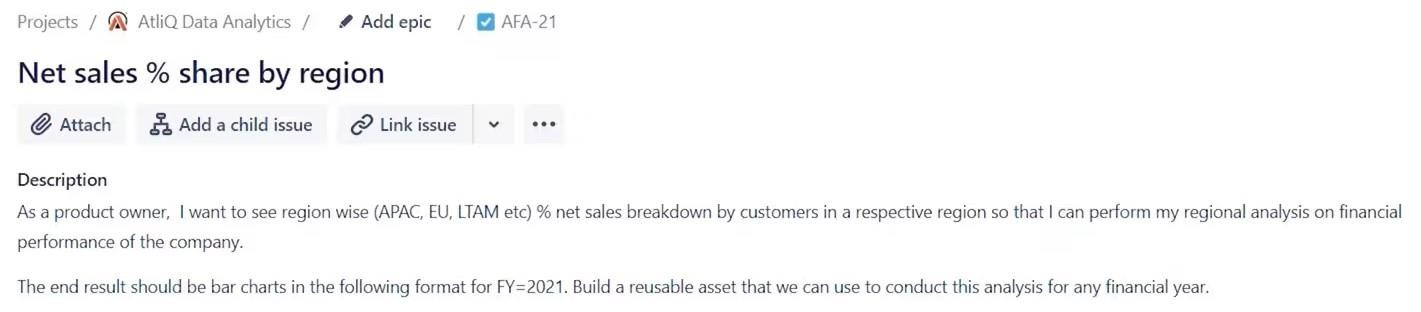 Projects / AtliQ Data Analytics / Add epic / AFA-21
Net sales % share by region
Attach Add a child issue Link issue
Description
As a product owner, I want to see region wise (APAC, EU, LTAM etc) % net sales breakdown by customers in a respective region so that I can perform my regional analysis on financial
performance of the company.
The end result should be bar charts in the following format for FY=2021. Build a reusable asset that we can use to conduct this analysis for any financial year.